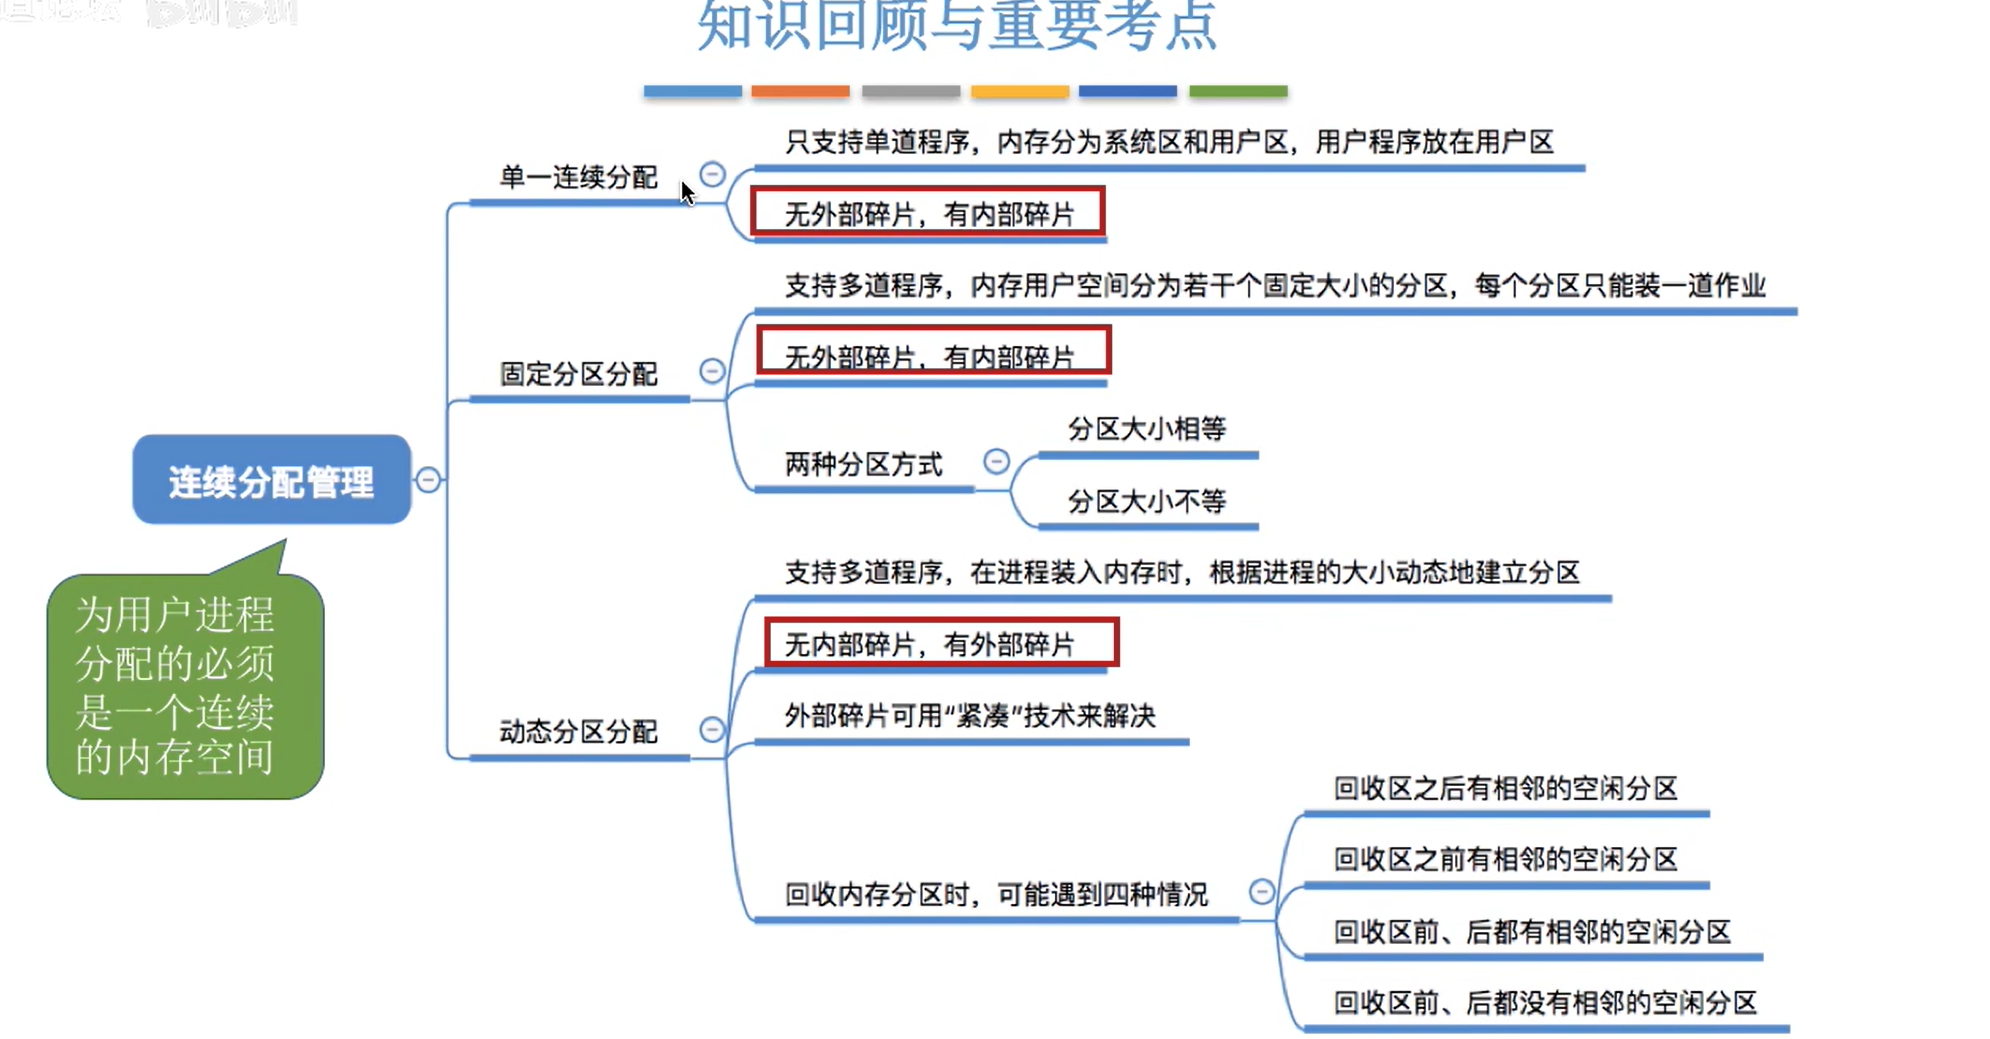 知识回顾与重要考点
单一连续分配
只支持单道程序，内存分为系统区和用户区，用户程序放在用户区
无外部碎片，有内部碎片
固定分区分配
支持多道程序，内存用户空间分为若干个固定大小的分区，每个分区只能装一道作业
无外部碎片，有内部碎片
两种分区方式
分区大小相等
分区大小不等
连续分配管理
为用户进程
分配的必须
是一个连续
的内存空间
动态分区分配
支持多道程序，在进程装入内存时，根据进程的大小动态地建立分区
无内部碎片，有外部碎片
外部碎片可用“紧凑”技术来解决
回收内存分区时，可能遇到四种情况
回收区之后有相邻的空闲分区
回收区之前有相邻的空闲分区
回收区前、后都有相邻的空闲分区
回收区前、后都没有相邻的空闲分区